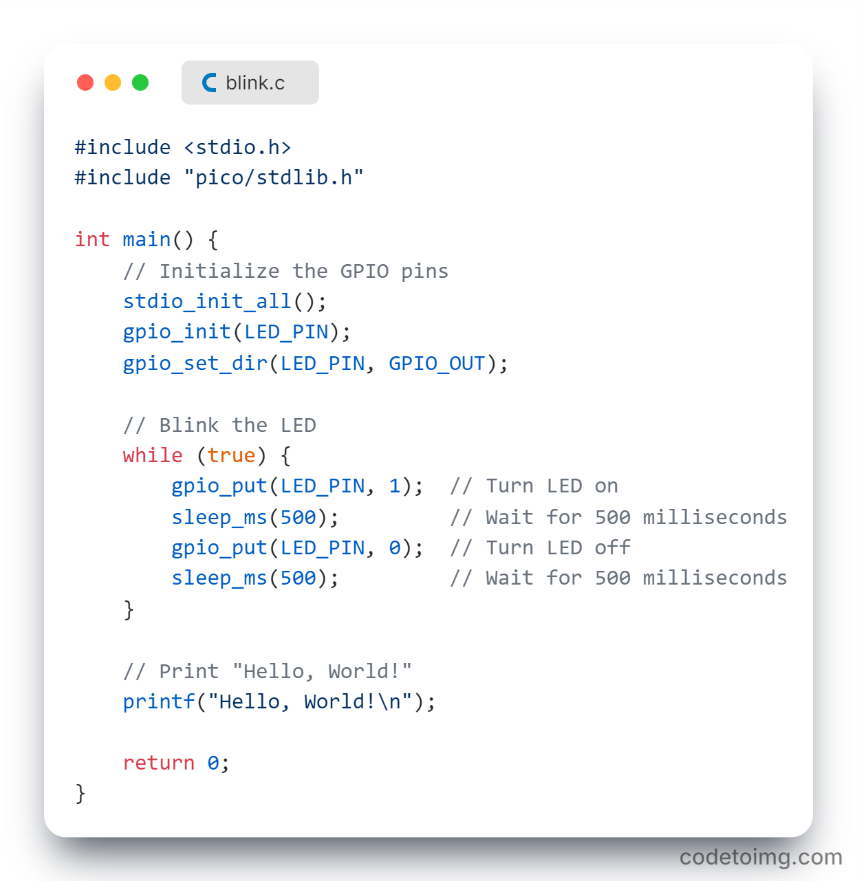 blink.c
#include <stdio.h>
#include "pico/stdlib.h"
int main() {
    // Initialize the GPIO pins
    stdio_init_all();
    gpio_init(LED_PIN);
    gpio_set_dir(LED_PIN, GPIO_OUT);
    // Blink the LED
    while (true) {
        gpio_put(LED_PIN, 1);  // Turn LED on
        sleep_ms(500);         // Wait for 500 milliseconds
        gpio_put(LED_PIN, 0);  // Turn LED off
        sleep_ms(500);         // Wait for 500 milliseconds
    }
    // Print "Hello, World!"
    printf("Hello, World!\n");
    return 0;
}
codetoimg.com